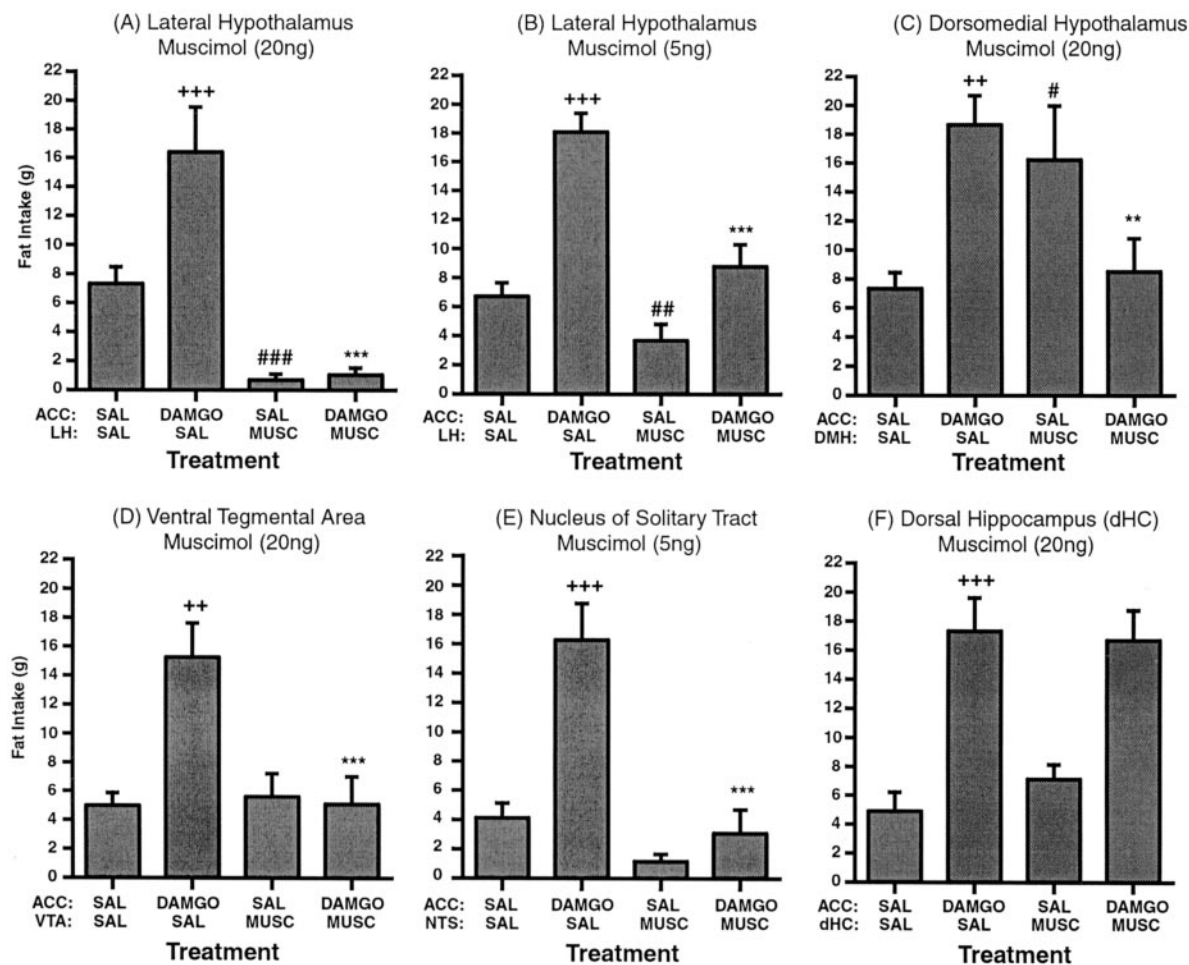 (A) Lateral Hypothalamus
Muscimol (20ng)
Fat Intake (g)
22
20
18
16
14
12
10
8
6
4
2
0
+++
###
***
ACC: SAL DAMGO SAL DAMGO
LH: SAL SAL MUSC MUSC
Treatment
(B) Lateral Hypothalamus
Muscimol (5ng)
22
20
18
16
14
12
10
8
6
4
2
0
+++
##
***
ACC: SAL DAMGO SAL DAMGO
LH: SAL SAL MUSC MUSC
Treatment
(C) Dorsomedial Hypothalamus
Muscimol (20ng)
22
20
18
16
14
12
10
8
6
4
2
0
++
#
**
ACC: SAL DAMGO SAL DAMGO
DMH: SAL SAL MUSC MUSC
Treatment
(D) Ventral Tegmental Area
Muscimol (20ng)
Fat Intake (g)
22
20
18
16
14
12
10
8
6
4
2
0
++
***
ACC: SAL DAMGO SAL DAMGO
VTA: SAL SAL MUSC MUSC
Treatment
(E) Nucleus of Solitary Tract
Muscimol (5ng)
22
20
18
16
14
12
10
8
6
4
2
0
+++
***
ACC: SAL DAMGO SAL DAMGO
NTS: SAL SAL MUSC MUSC
Treatment
(F) Dorsal Hippocampus (dHC)
Muscimol (20ng)
22
20
18
16
14
12
10
8
6
4
2
0
+++
ACC: SAL DAMGO SAL DAMGO
dHC: SAL SAL MUSC MUSC
Treatment